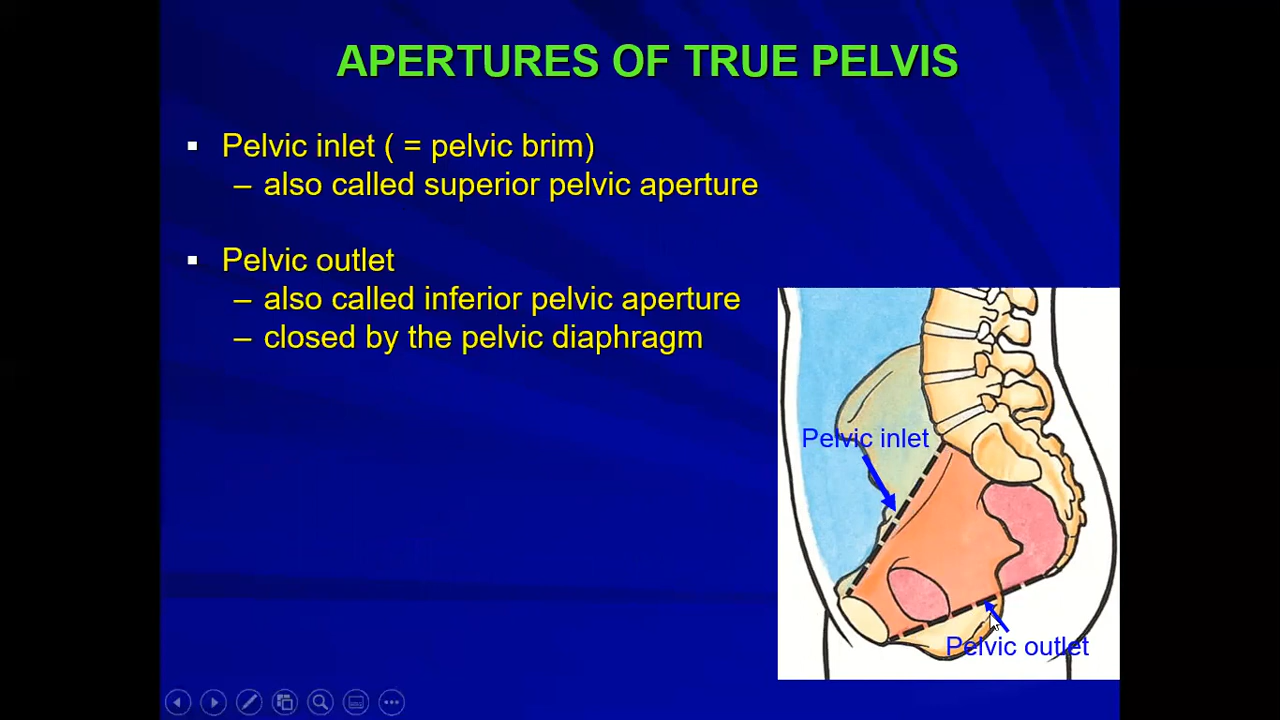 APERTURES OF TRUE PELVIS
▪ Pelvic inlet ( = pelvic brim)
– also called superior pelvic aperture
▪ Pelvic outlet
– also called inferior pelvic aperture
– closed by the pelvic diaphragm
Pelvic inlet
Pelvic outlet